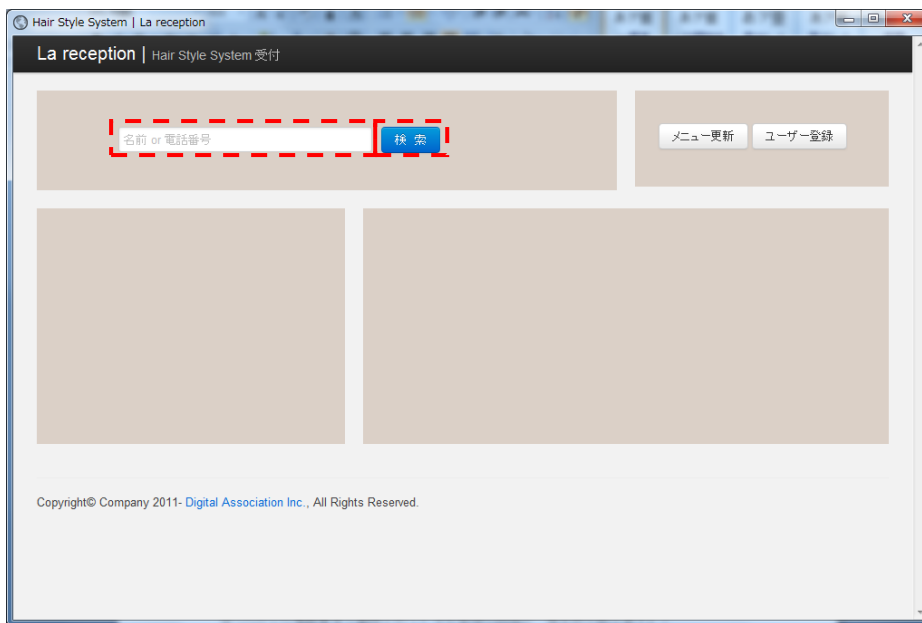 Hair Style System | La reception
La reception | Hair Style System 受付
名前 or 電話番号
検 索
メニュー更新
ユーザー登録
Copyright© Company 2011- Digital Association Inc., All Rights Reserved.